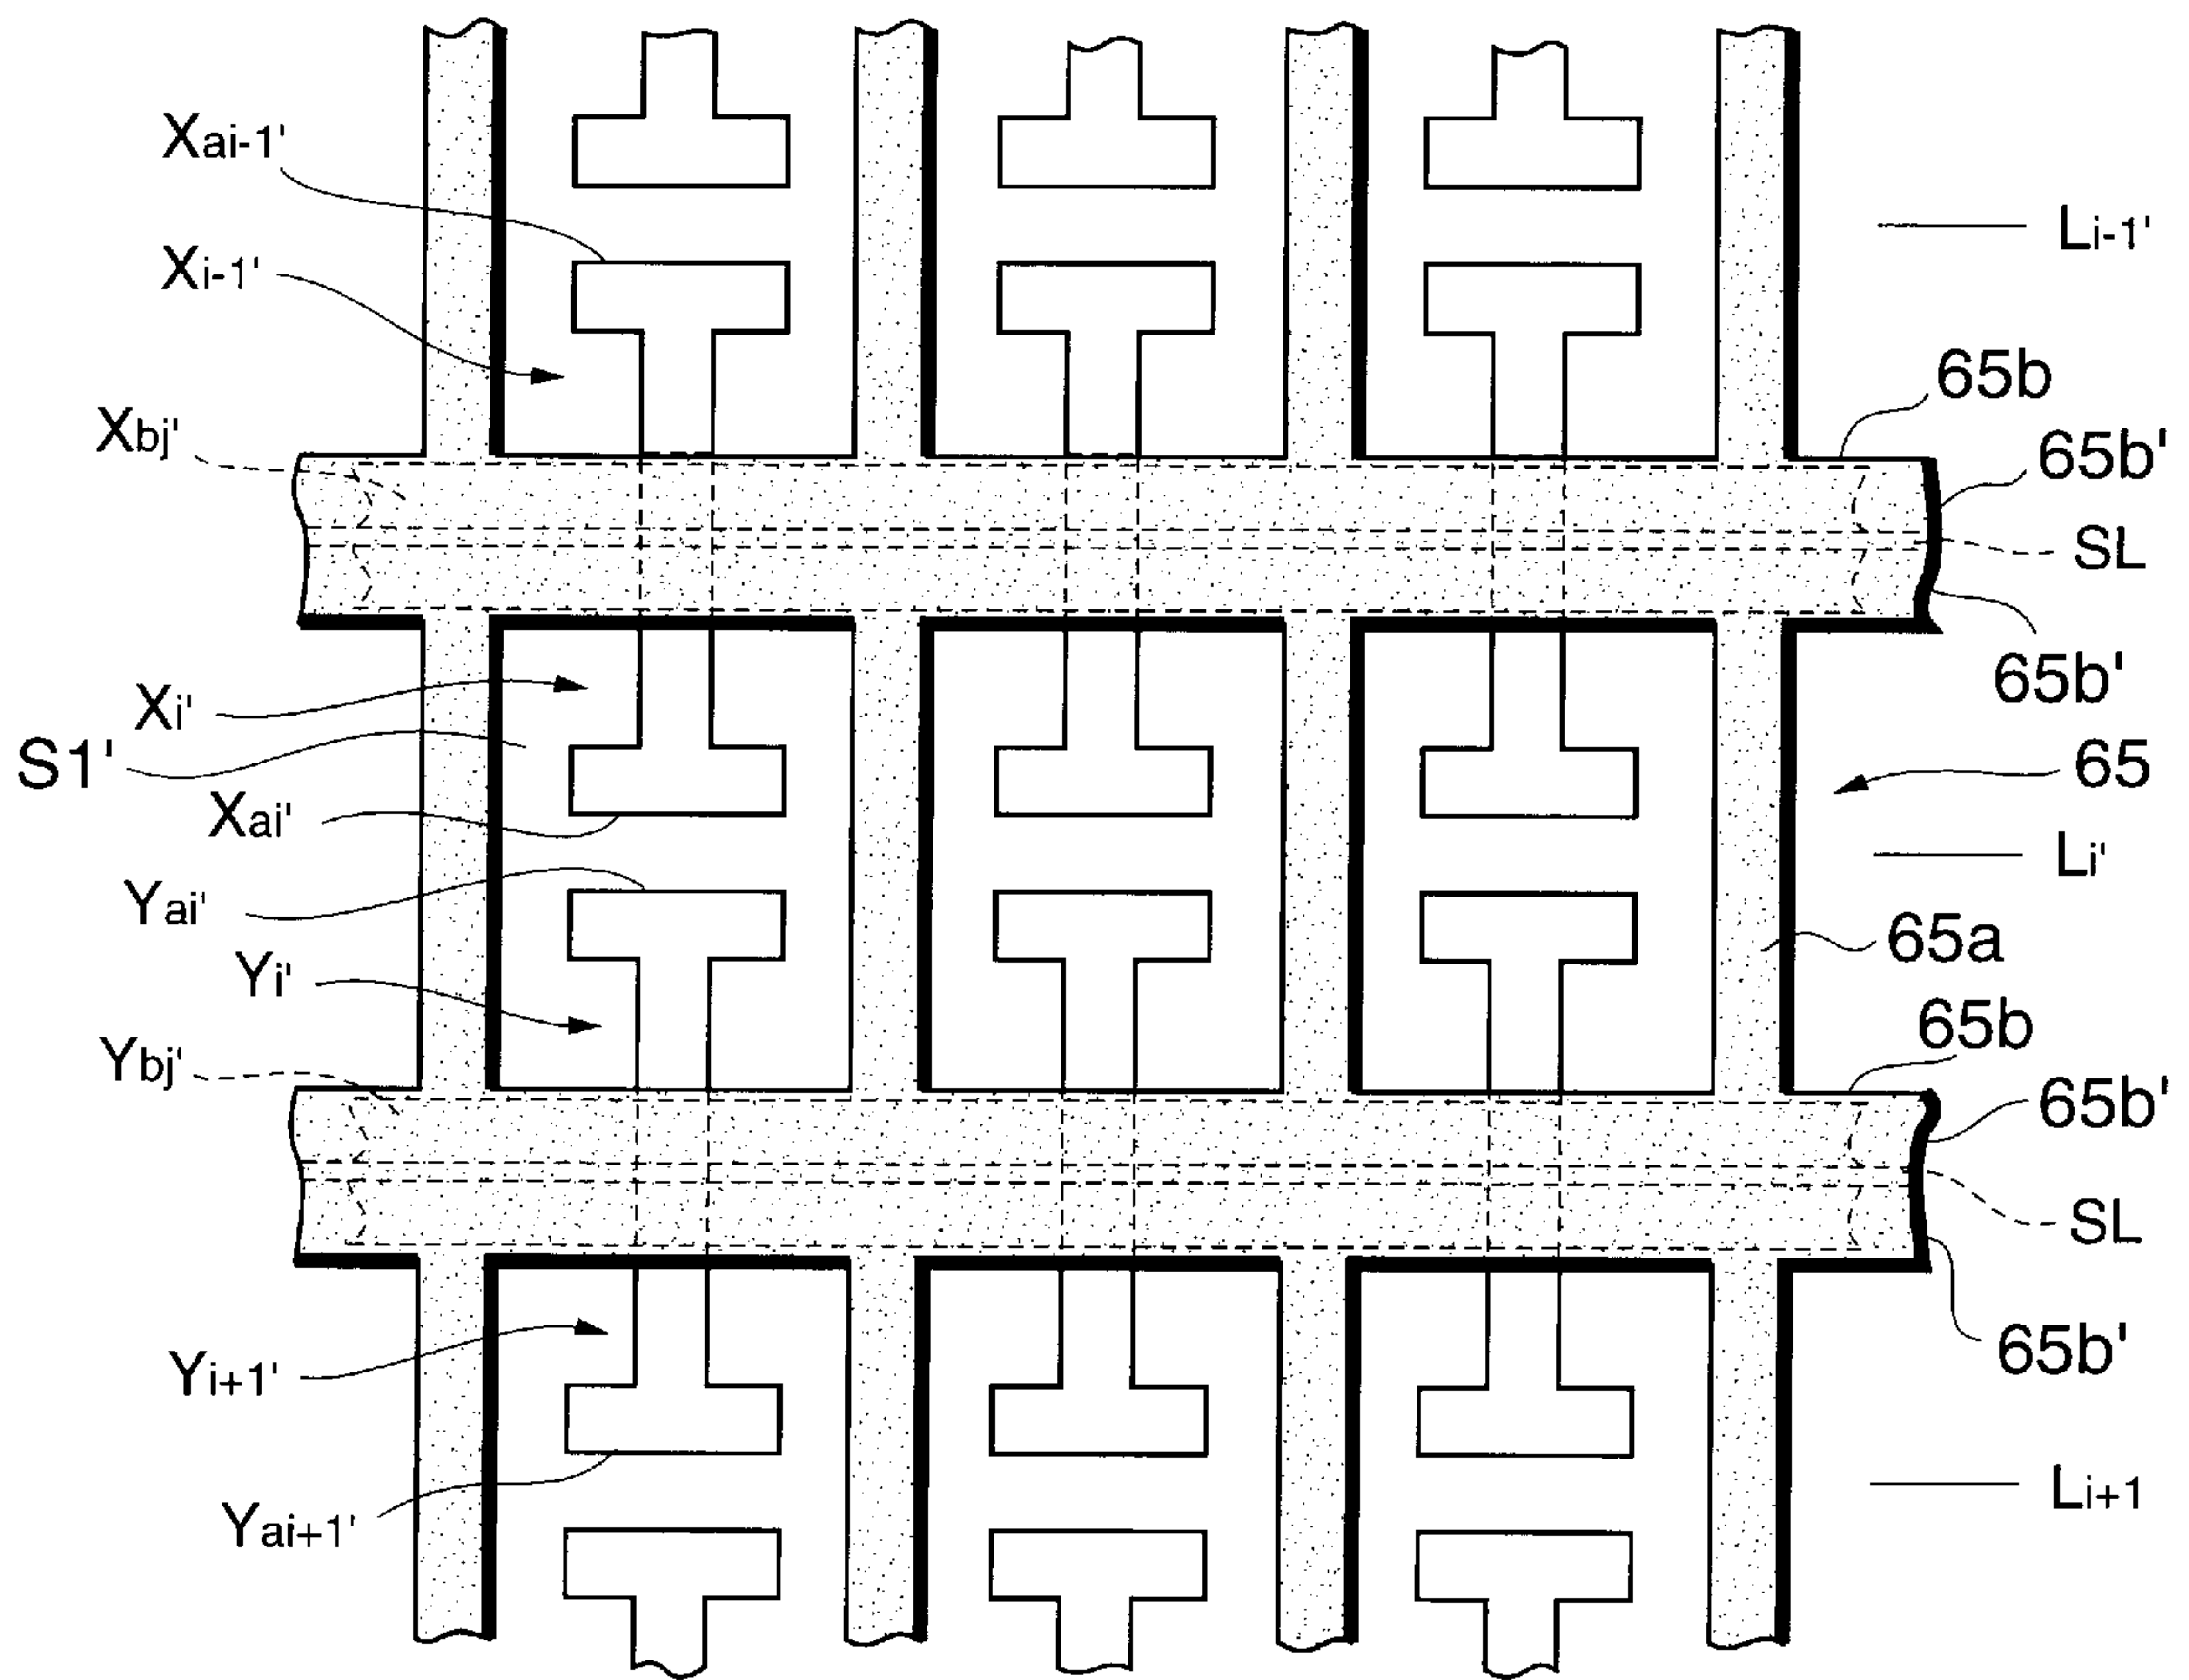 Xai-1'
Li-1'
Xi-1'
65b
Xbj'
65b'
SL
65b'
Xi'
S1'
65
Xai'
Li'
Yai'
65a
Yi'
65b
Ybj'
65b'
SL
65b'
Yi+1'
Li+1
Yai+1'